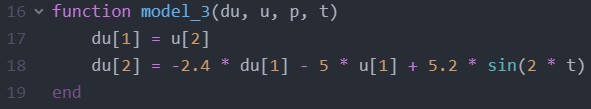 16 function model_3(du, u, p, t)
17 du[1] = u[2]
18 du[2] = -2.4 * du[1] - 5 * u[1] + 5.2 * sin(2 * t)
19 end